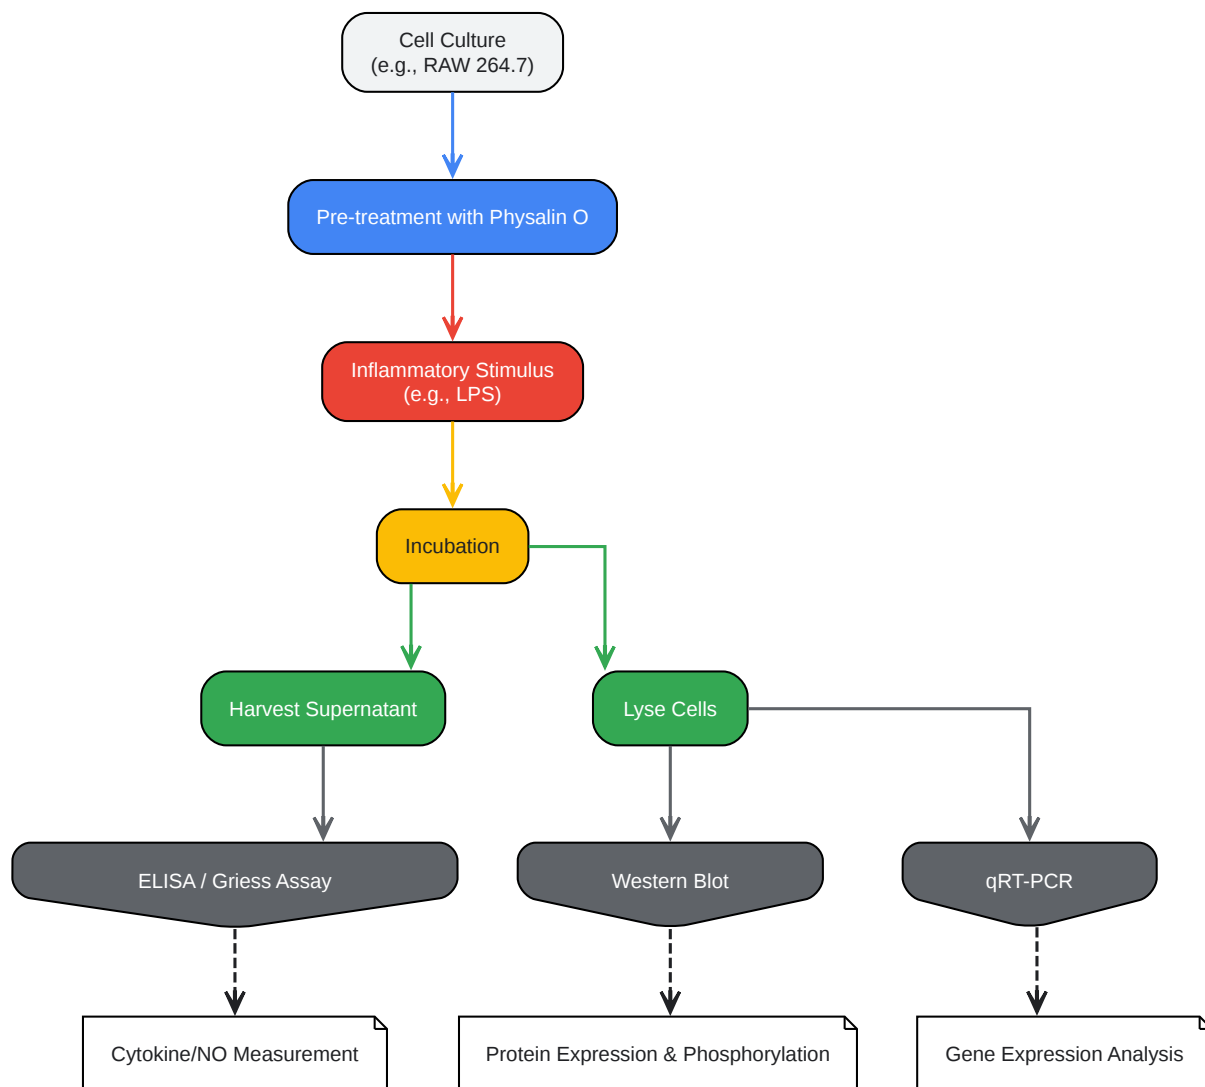 Cell Culture
(e.g., RAW 264.7)
Pre-treatment with Physalin O
Inflammatory Stimulus
(e.g., LPS)
Incubation
Harvest Supernatant
Lyse Cells
ELISA / Griess Assay
Western Blot
qRT-PCR
Cytokine/NO Measurement
Protein Expression & Phosphorylation
Gene Expression Analysis